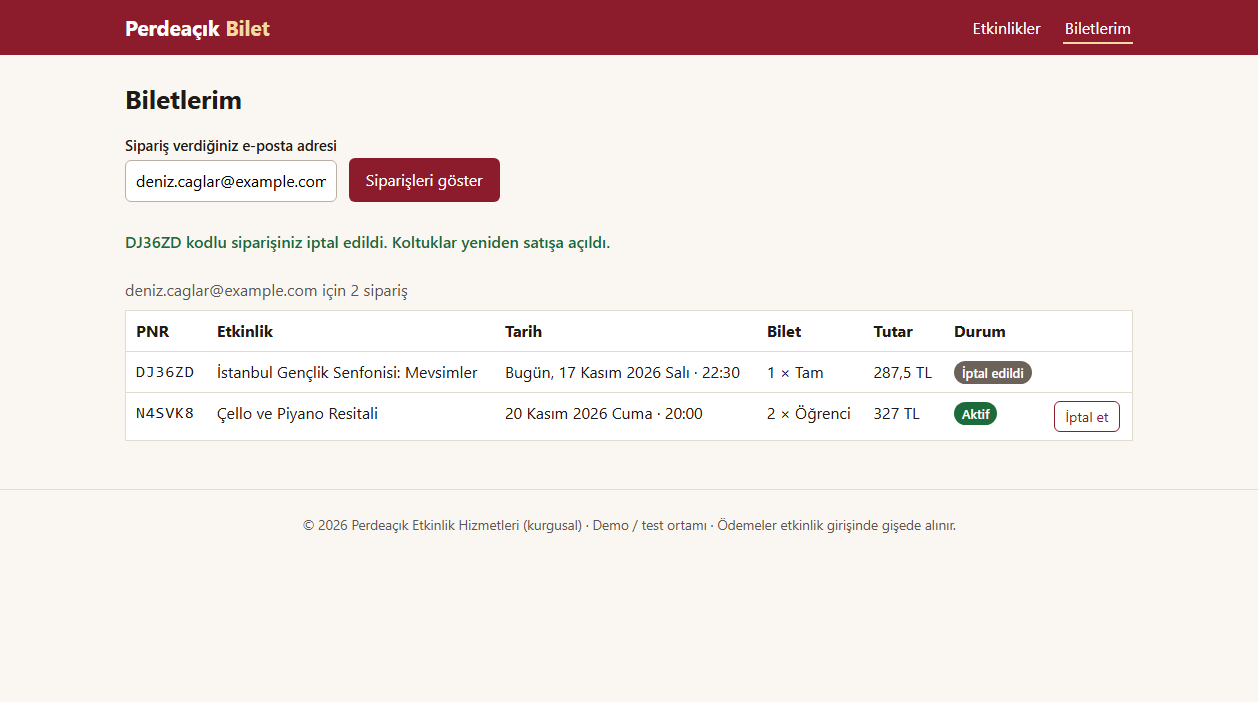 Perdeaçık Bilet
Etkinlikler
Biletlerim
Biletlerim
Sipariş verdiğiniz e-posta adresi
deniz.caglar@example.com
Siparişleri göster
DJ36ZD kodlu siparişiniz iptal edildi. Koltuklar yeniden satışa açıldı.
deniz.caglar@example.com için 2 sipariş
PNR Etkinlik Tarih Bilet Tutar Durum
DJ36ZD İstanbul Gençlik Senfonisi: Mevsimler Bugün, 17 Kasım 2026 Salı · 22:30 1 × Tam 287,5 TL İptal edildi
N4SVK8 Çello ve Piyano Resitali 20 Kasım 2026 Cuma · 20:00 2 × Öğrenci 327 TL Aktif İptal et
© 2026 Perdeaçık Etkinlik Hizmetleri (kurgusal) · Demo / test ortamı · Ödemeler etkinlik girişinde gişede alınır.